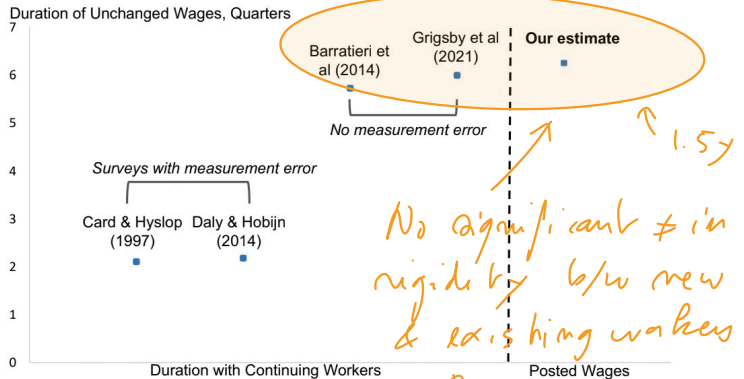 Duration of Unchanged Wages, Quarters
7
6
5
4
3
2
1
0
Barratieri et
al (2014)
Grigsby et al
(2021)
Our estimate
No measurement error
1.5y
Surveys with measurement error
Card & Hyslop
(1997)
Daly & Hobijn
(2014)
No significant ≠ in
rigidity b/w new
& existing workers
Duration with Continuing Workers
Posted Wages